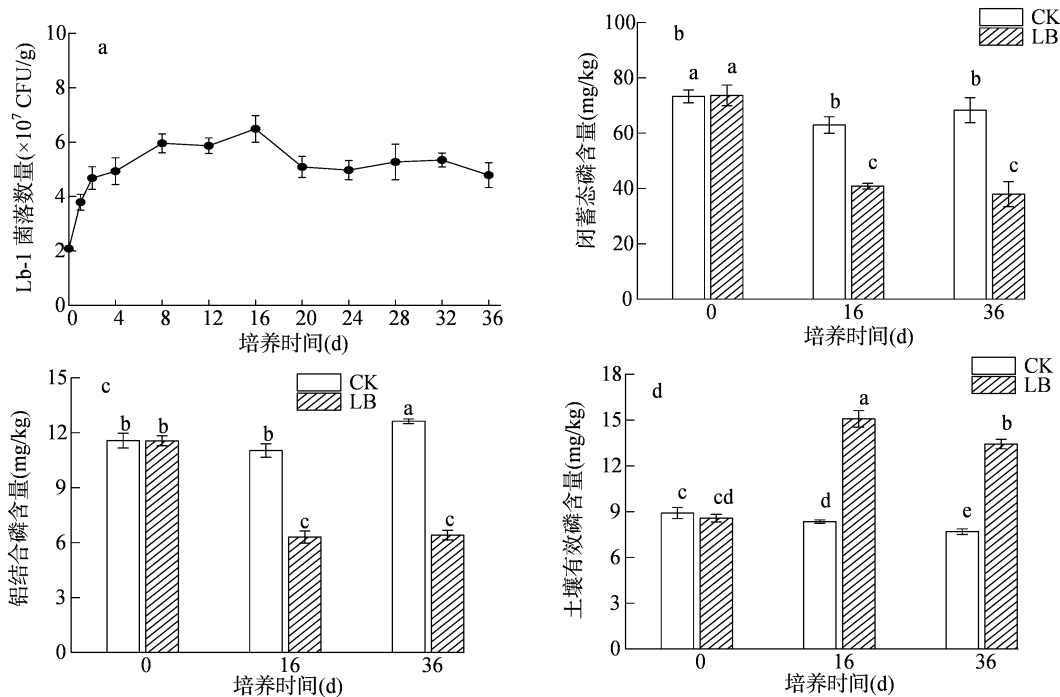 a
Lb-1 菌落数量(×10⁷ CFU/g)
10
8
6
4
2
0
0 4 8 12 16 20 24 28 32 36
培养时间(d)
b
CK
LB
闭蓄态磷含量(mg/kg)
100
80
60
40
20
0
a a b c b c
0 16 36
培养时间(d)
c
CK
LB
铝结合磷含量(mg/kg)
15
12
9
6
3
0
b b b c a c
0 16 36
培养时间(d)
d
CK
LB
土壤有效磷含量(mg/kg)
18
15
12
9
6
3
0
c cd d a e b
0 16 36
培养时间(d)